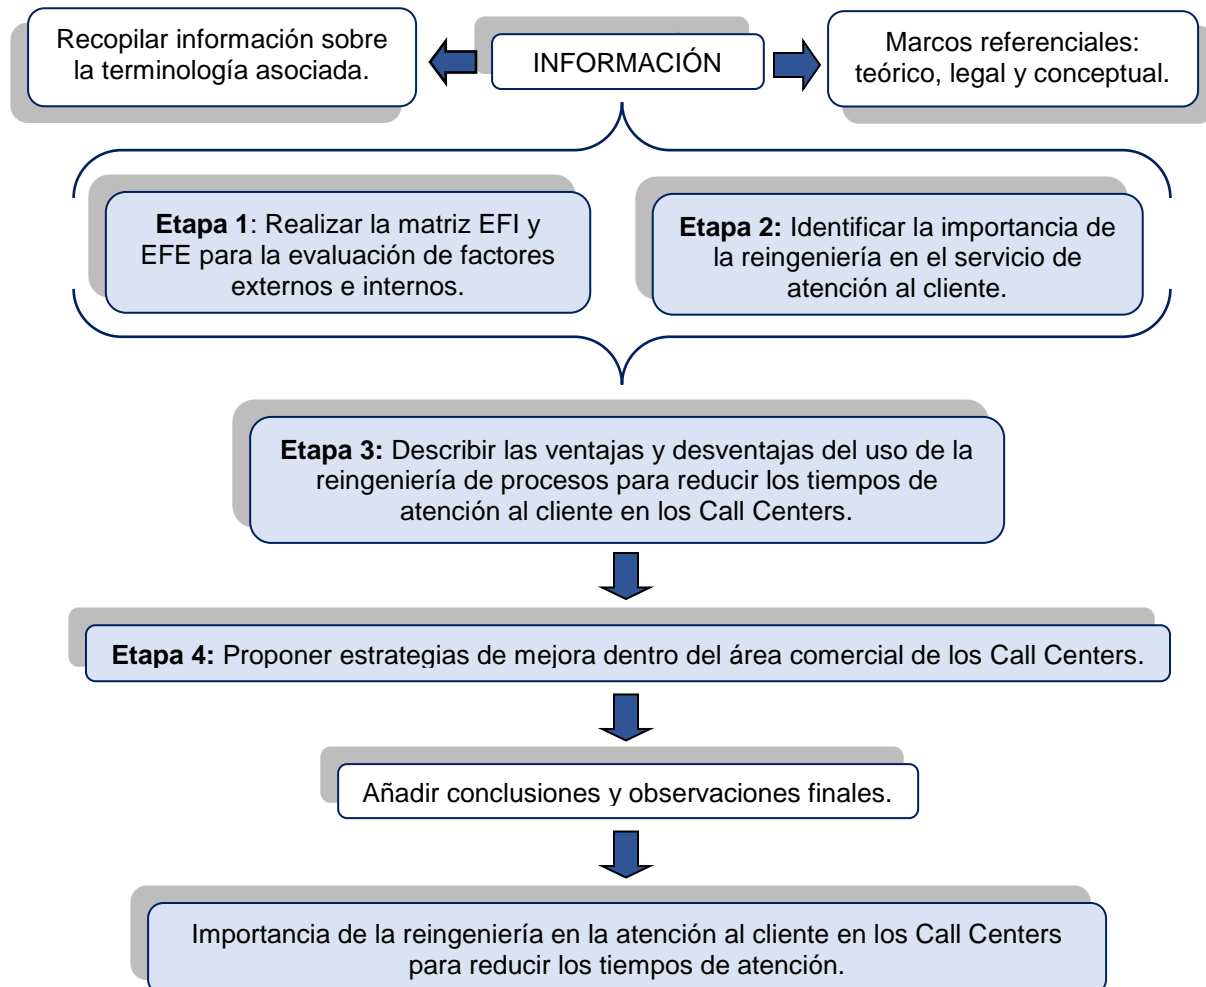 Recopilar información sobre
la terminología asociada.
INFORMACIÓN
Marcos referenciales:
teórico, legal y conceptual.
Etapa 1: Realizar la matriz EFI y
EFE para la evaluación de factores
externos e internos.
Etapa 2: Identificar la importancia de
la reingeniería en el servicio de
atención al cliente.
Etapa 3: Describir las ventajas y desventajas del uso de la
reingeniería de procesos para reducir los tiempos de
atención al cliente en los Call Centers.
Etapa 4: Proponer estrategias de mejora dentro del área comercial de los Call Centers.
Añadir conclusiones y observaciones finales.
Importancia de la reingeniería en la atención al cliente en los Call Centers
para reducir los tiempos de atención.